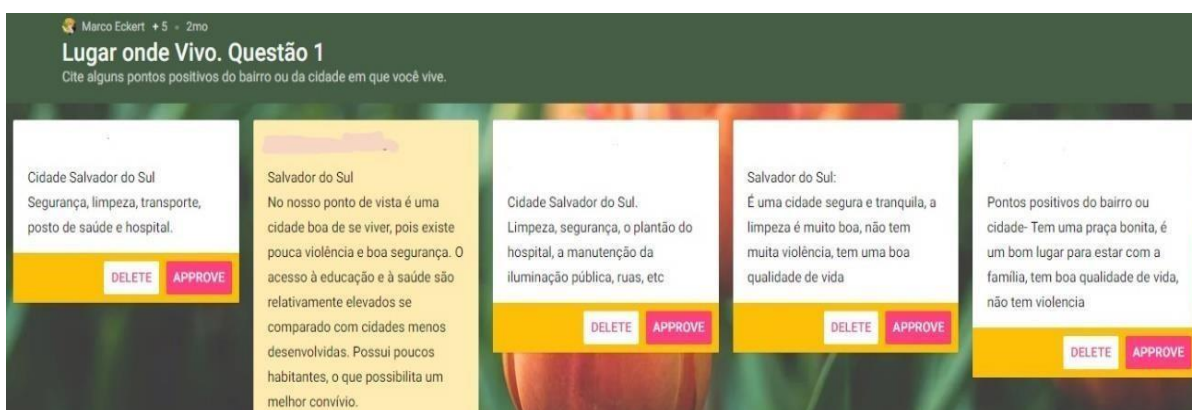 Marco Eckert + 5 • 2mo
Lugar onde Vivo. Questão 1
Cite alguns pontos positivos do bairro ou da cidade em que você vive.
Cidade Salvador do Sul
Segurança, limpeza, transporte,
posto de saúde e hospital.
DELETE APPROVE
Salvador do Sul
No nosso ponto de vista é uma
cidade boa de se viver, pois existe
pouca violência e boa segurança. O
acesso à educação e à saúde são
relativamente elevados se
comparado com cidades menos
desenvolvidas. Possui poucos
habitantes, o que possibilita um
melhor convívio.
Cidade Salvador do Sul.
Limpeza, segurança, o plantão do
hospital, a manutenção da
iluminação pública, ruas, etc
DELETE APPROVE
Salvador do Sul:
É uma cidade segura e tranquila, a
limpeza é muito boa, não tem
muita violência, tem uma boa
qualidade de vida
DELETE APPROVE
Pontos positivos do bairro ou
cidade- Tem uma praça bonita, é
um bom lugar para estar com a
família, tem boa qualidade de vida,
não tem violencia
DELETE APPROVE